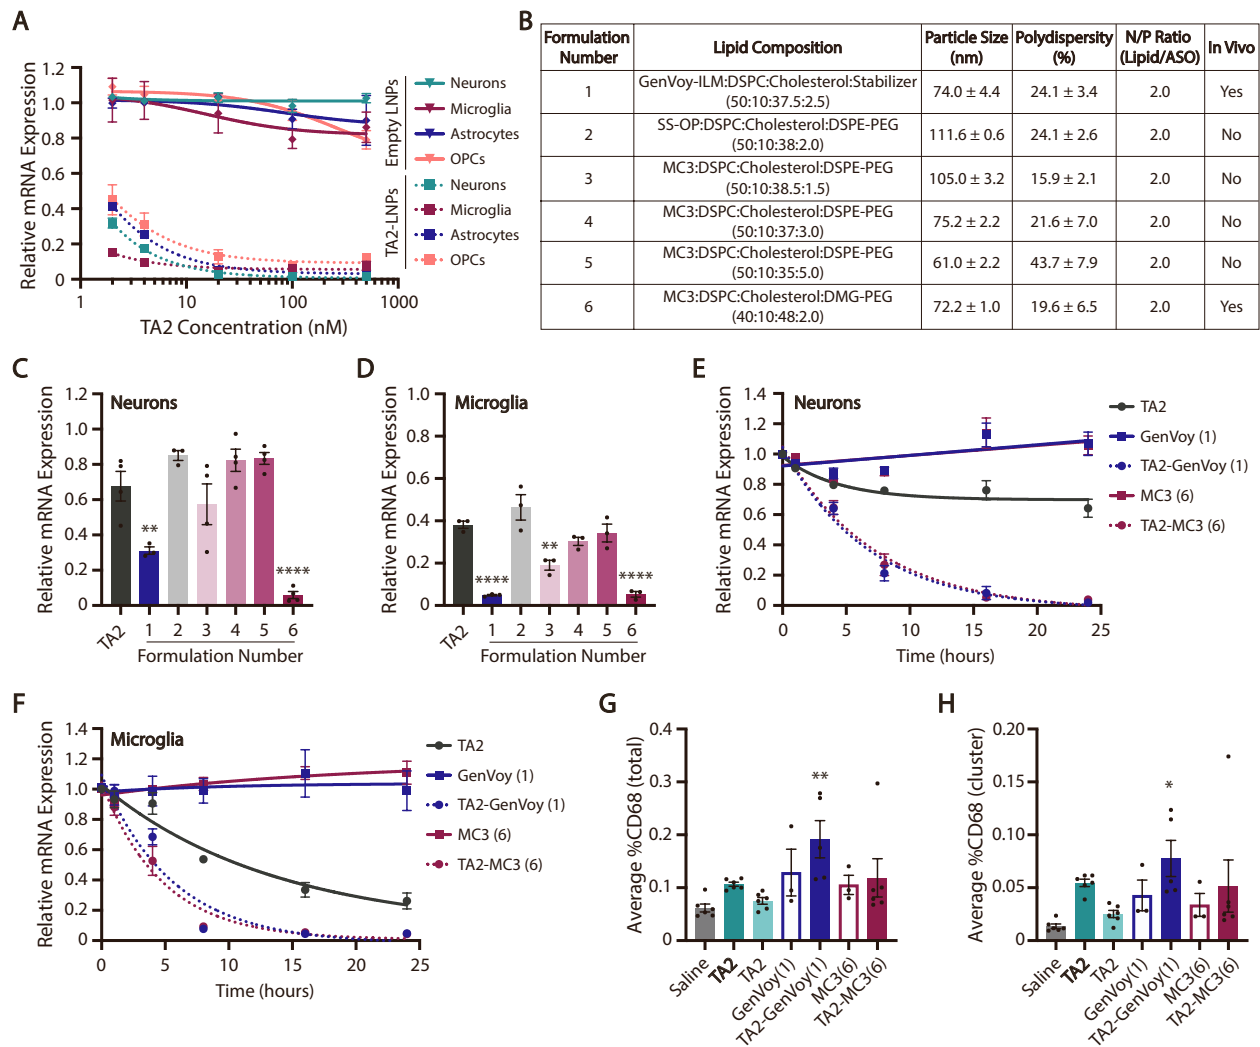 A
Relative mRNA Expression
1.2
1.0
0.8
0.6
0.4
0.2
0
1
10
100
1000
TA2 Concentration (nM)
Neurons
Microglia
Astrocytes
OPCs
Empty LNPs
Neurons
Microglia
Astrocytes
OPCs
TA2-LNPs
B
Formation Number Lipid Composition Particle Size (nm) Polydispersity (%) N/P Ratio (Lipid/ASO) In Vivo
1 GenVoy-ILM:DSPC:Cholesterol:Stabilizer (50:10:37.5:2.5) 74.0 ± 4.4 24.1 ± 3.4 2.0 Yes
2 SS-OP:DSPC:Cholesterol:DSPE-PEG (50:10:38:2.0) 111.6 ± 0.6 24.1 ± 2.6 2.0 No
3 MC3:DSPC:Cholesterol:DSPE-PEG (50:10:38.5:1.5) 105.0 ± 3.2 15.9 ± 2.1 2.0 No
4 MC3:DSPC:Cholesterol:DSPE-PEG (50:10:37:3.0) 75.2 ± 2.2 21.6 ± 7.0 2.0 No
5 MC3:DSPC:Cholesterol:DSPE-PEG (50:10:35:5.0) 61.0 ± 2.2 43.7 ± 7.9 2.0 No
6 MC3:DSPC:Cholesterol:DMG-PEG (40:10:48:2.0) 72.2 ± 1.0 19.6 ± 6.5 2.0 Yes
C
Neurons
Relative mRNA Expression
1.2
1.0
0.8
0.6
0.4
0.2
0
**
****
TA2 1 2 3 4 5 6
Formulation Number
D
Microglia
Relative mRNA Expression
1.0
0.8
0.6
0.4
0.2
0
****
**
****
TA2 1 2 3 4 5 6
Formulation Number
E
Neurons
Relative mRNA Expression
1.4
1.2
1.0
0.8
0.6
0.4
0.2
0
0 5 10 15 20 25
Time (hours)
TA2
GenVoy (1)
TA2-GenVoy (1)
MC3 (6)
TA2-MC3 (6)
F
Microglia
Relative mRNA Expression
1.4
1.2
1.0
0.8
0.6
0.4
0.2
0
0 5 10 15 20 25
Time (hours)
TA2
GenVoy (1)
TA2-GenVoy (1)
MC3 (6)
TA2-MC3 (6)
G
Average %CD68 (total)
0.4
0.3
0.2
0.1
0
**
Saline
TA2
TA2
GenVoy(1)
TA2-GenVoy(1)
MC3(6)
TA2-MC3(6)
H
Average %CD68 (cluster)
0.20
0.15
0.10
0.05
0
*
Saline
TA2
TA2
GenVoy(1)
TA2-GenVoy(1)
MC3(6)
TA2-MC3(6)